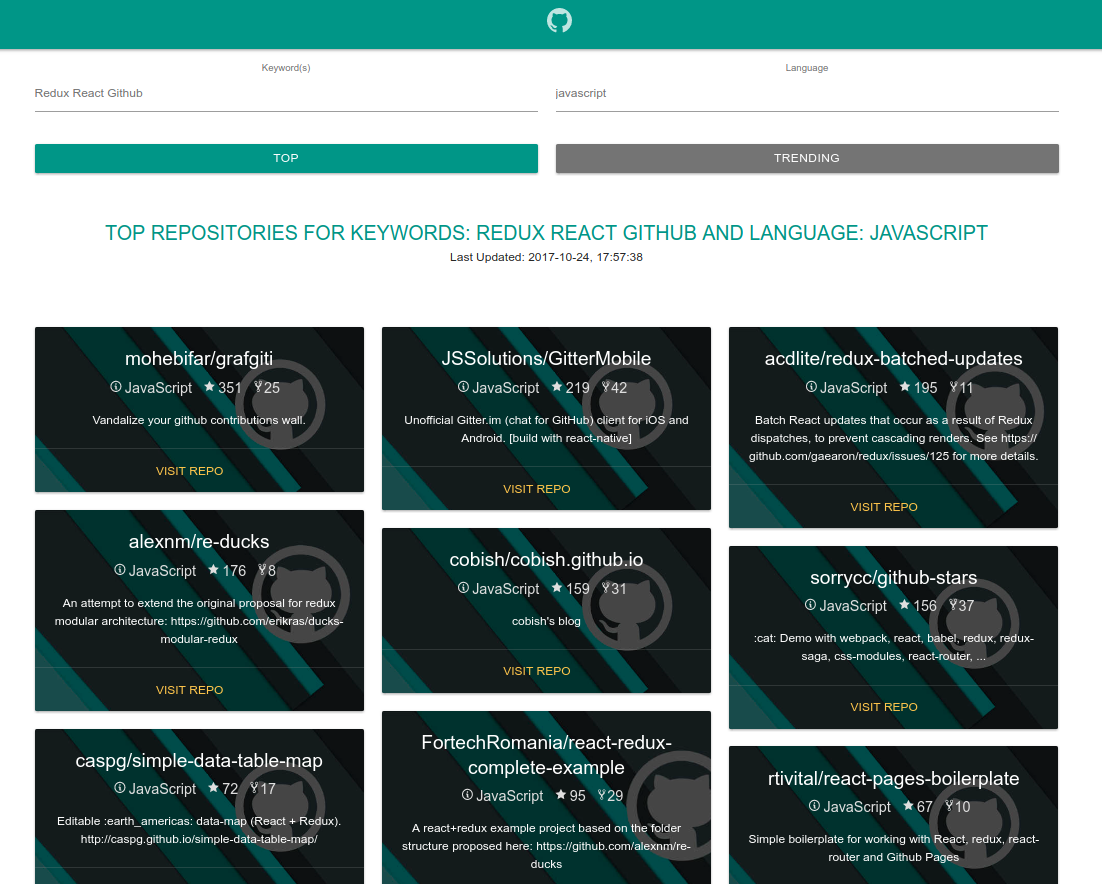 Keyword(s)
Language
Redux React Github
javascript
TOP
TRENDING
TOP REPOSITORIES FOR KEYWORDS: REDUX REACT GITHUB AND LANGUAGE: JAVASCRIPT
Last Updated: 2017-10-24, 17:57:38
mohebifar/grafgiti
JavaScript 351 25
Vandalize your github contributions wall.
VISIT REPO
JSSolutions/GitterMobile
JavaScript 219 42
Unofficial Gitter.im (chat for GitHub) client for iOS and
Android. [build with react-native]
VISIT REPO
acdlite/redux-batched-updates
JavaScript 195 11
Batch React updates that occur as a result of Redux
dispatches, to prevent cascading renders. See https://
github.com/gaearon/redux/issues/125 for more details.
VISIT REPO
alexnm/re-ducks
JavaScript 176 8
An attempt to extend the original proposal for redux
modular architecture: https://github.com/erikras/ducks-
modular-redux
VISIT REPO
cobish/cobish.github.io
JavaScript 159 31
cobish's blog
VISIT REPO
sorrycc/github-stars
JavaScript 156 37
:cat: Demo with webpack, react, babel, redux, redux-
saga, css-modules, react-router, ...
VISIT REPO
caspg/simple-data-table-map
JavaScript 72 17
Editable :earth_americas: data-map (React + Redux).
http://caspg.github.io/simple-data-table-map/
FortechRomania/react-redux-
complete-example
JavaScript 95 29
A react+redux example project based on the folder
structure proposed here: https://github.com/alexnm/re-
ducks
rtivital/react-pages-boilerplate
JavaScript 67 10
Simple boilerplate for working with React, redux, react-
router and Github Pages